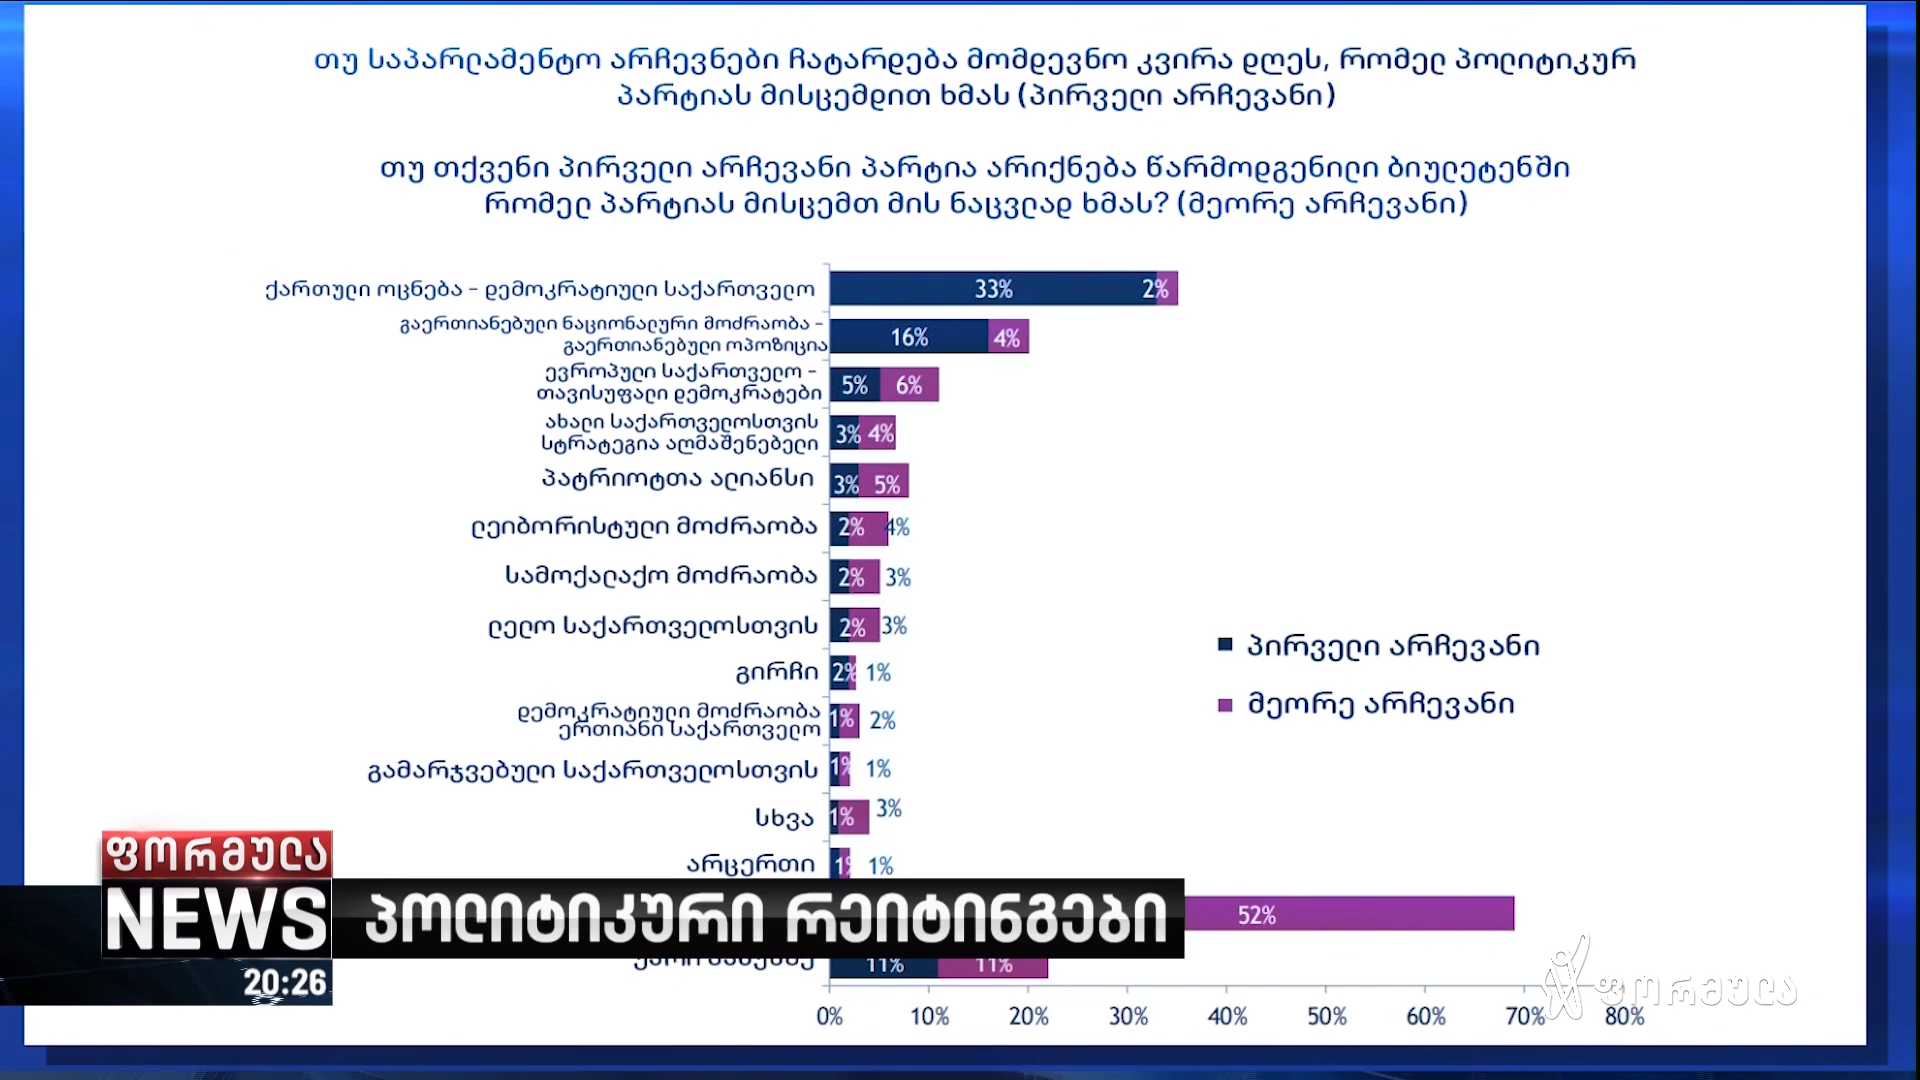 თუ საპარლამენტო არჩევნები ჩატარდება მომდევნო კვირა დღეს, რომელ პოლიტიკურ
პარტიას მისცემდით ხმას (პირველი არჩევანი)
თუ თქვენი პირველი არჩევანი პარტია არიქნება წარმოდგენილი ბიულეტენში
რომელ პარტიას მისცემთ მის ნაცვლად ხმას? (მეორე არჩევანი)
ქართული ოცნება – დემოკრატიული საქართველო 33% 2%
გაერთიანებული ნაციონალური მოძრაობა –
გაერთიანებული ოპოზიცია 16% 4%
ევროპული საქართველო –
თავისუფალი დემოკრატები 5% 6%
ახალი საქართველოსთვის
სტრატეგია აღმაშენებელი 3% 4%
პატრიოტთა ალიანსი 3% 5%
ლეიბორისტული მოძრაობა 2% 4%
სამოქალაქო მოძრაობა 2% 3%
ლელო საქართველოსთვის 2% 3%
პირველი არჩევანი
გირჩი 2% 1%
მეორე არჩევანი
დემოკრატიული მოძრაობა
ერთიანი საქართველო 1% 2%
გამარჯვებული საქართველოსთვის 1% 1%
სხვა 1% 3%
არცერთი 1% 1%
52%
11% 11%
0% 10% 20% 30% 40% 50% 60% 70% 80%
ფორმულა
NEWS
20:26
პოლიტიკური რეიტინგები
ფორმულა